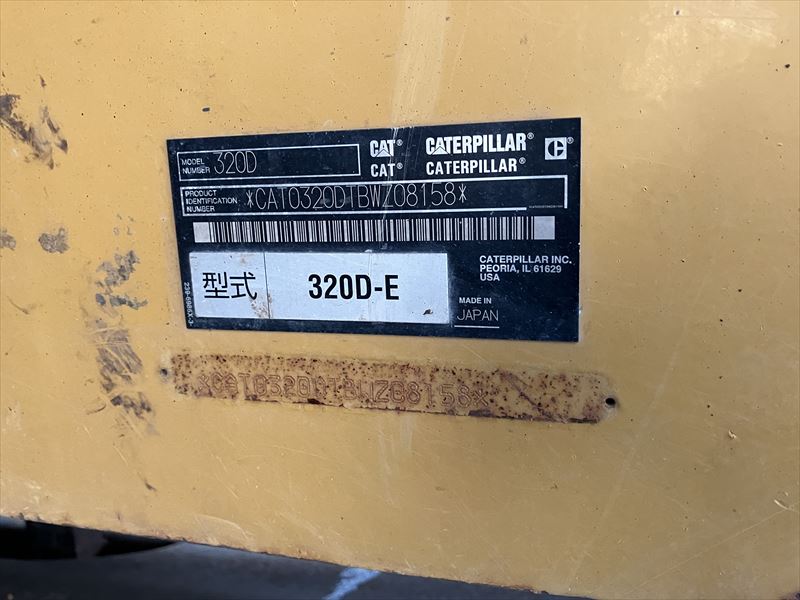 MODEL NUMBER 320D
CAT® CATERPILLAR®
CAT® CATERPILLAR®
PRODUCT IDENTIFICATION NUMBER *CAT0320DTBWZ08158*
型式 320D-E
CATERPILLAR INC.
PEORIA, IL 61629
USA
MADE IN
JAPAN
*CAT0320DTBWZ08158*